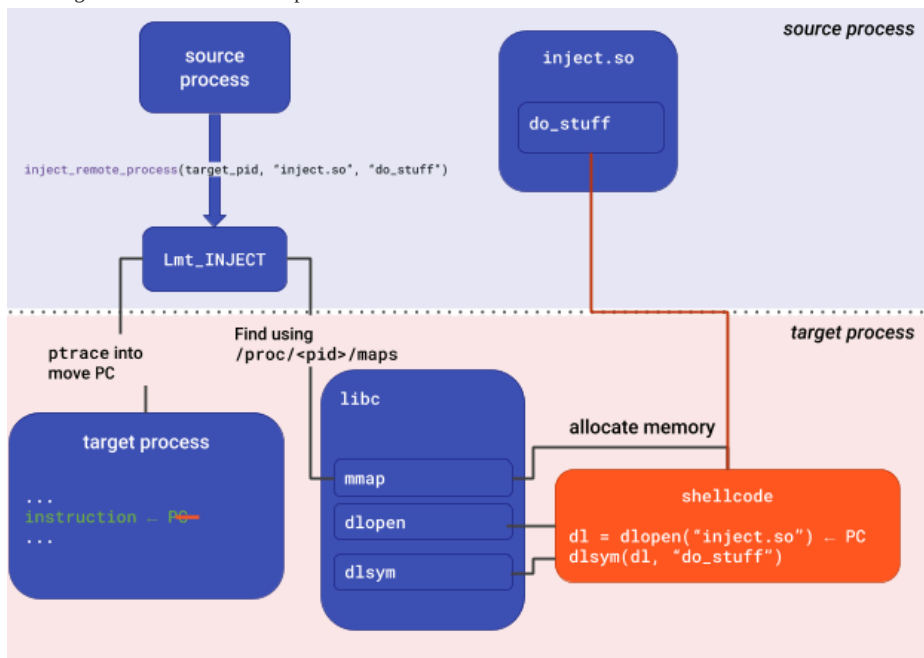 source process
source
process
inject.so
do_stuff
inject_remote_process(target_pid, "inject.so", "do_stuff")
Lmt_INJECT
target process
ptrace into
move PC
Find using
/proc/<pid>/maps
target process
...
instruction ← PC
...
libc
mmap
dlopen
dlsym
allocate memory
shellcode
dl = dlopen("inject.so") ← PC
dlsym(dl, "do_stuff")